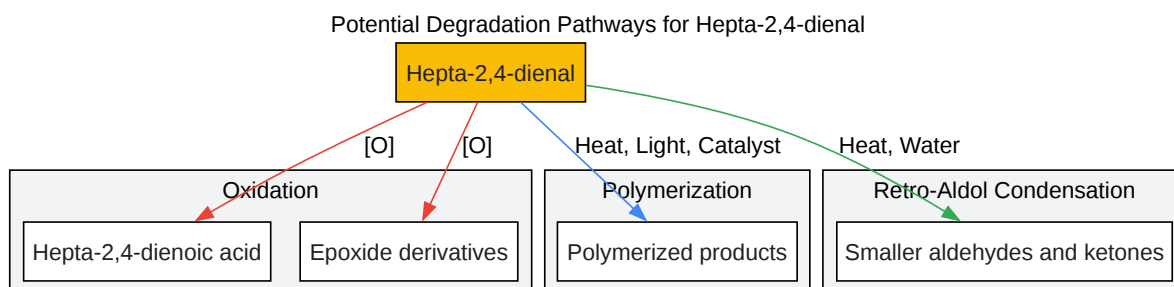 Potential Degradation Pathways for Hepta-2,4-dienal
Hepta-2,4-dienal
[O]
[O]
Heat, Light, Catalyst
Heat, Water
Oxidation
Polymerization
Retro-Aldol Condensation
Hepta-2,4-dienoic acid
Epoxide derivatives
Polymerized products
Smaller aldehydes and ketones